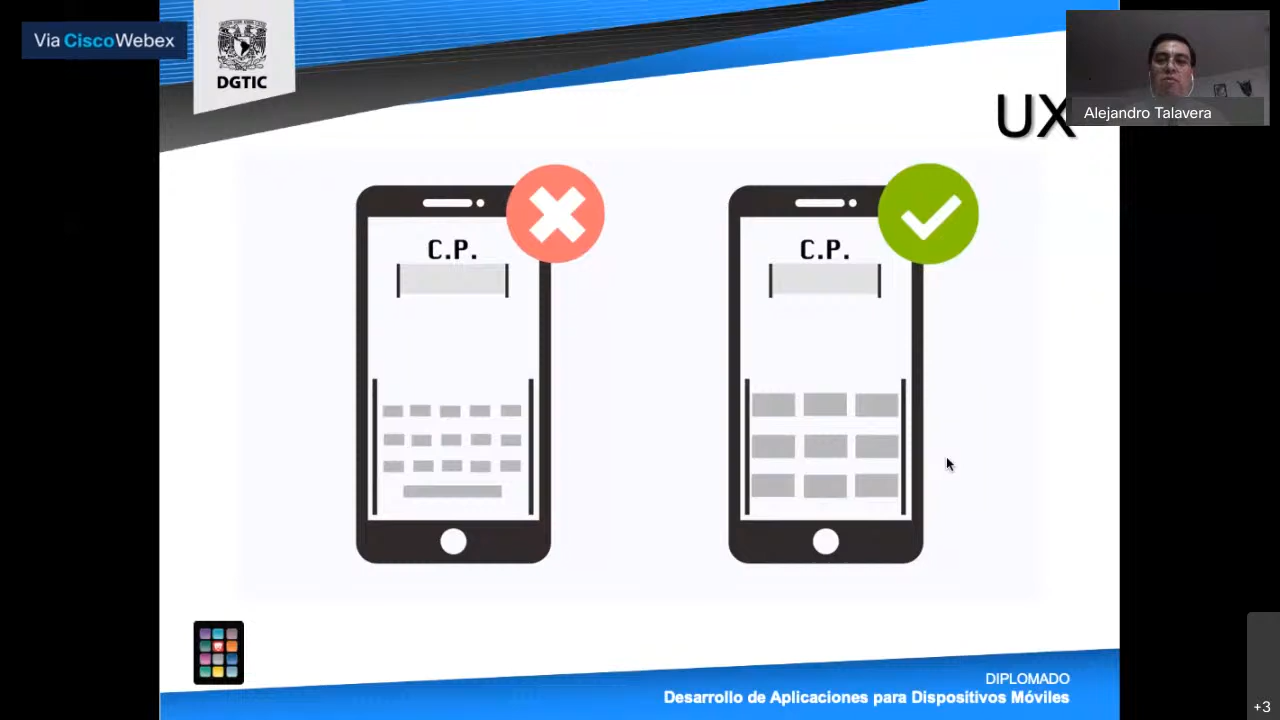 Via CiscoWebex
DGTIC
Alejandro Talavera
UX
C.P.
C.P.
DIPLOMADO
Desarrollo de Aplicaciones para Dispositivos Móviles
+3